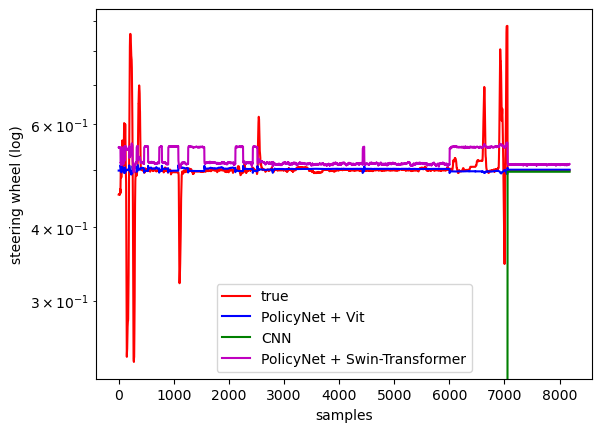 steering wheel (log)
6 × 10⁻¹
4 × 10⁻¹
3 × 10⁻¹
true
PolicyNet + Vit
CNN
PolicyNet + Swin-Transformer
0 1000 2000 3000 4000 5000 6000 7000 8000
samples